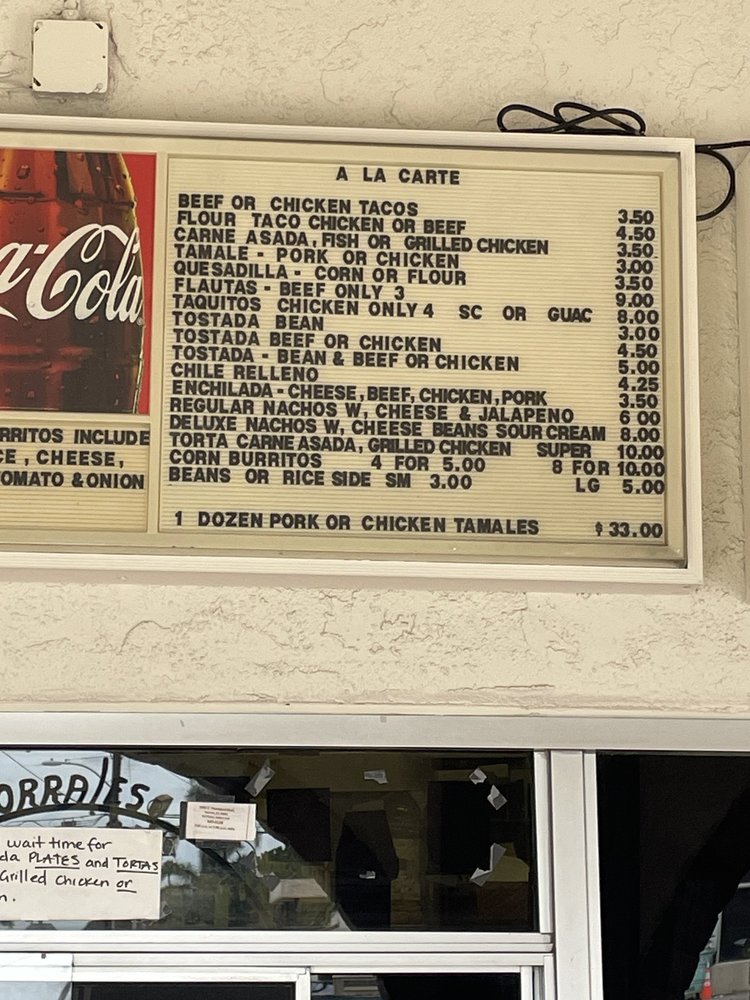 a-Cola
RRITOS INCLUDE
CE, CHEESE,
OMATO & ONION
A LA CARTE
BEEF OR CHICKEN TACOS 3.50
FLOUR TACO CHICKEN OR BEEF 4.50
CARNE ASADA, FISH OR GRILLED CHICKEN 3.50
TAMALE - PORK OR CHICKEN 3.00
QUESADILLA - CORN OR FLOUR 3.50
FLAUTAS - BEEF ONLY 3 9.00
TAQUITOS CHICKEN ONLY 4 SC OR GUAC 8.00
TOSTADA BEAN 3.00
TOSTADA BEEF OR CHICKEN 4.50
TOSTADA - BEAN & BEEF OR CHICKEN 5.00
CHILE RELLENO 4.25
ENCHILADA - CHEESE, BEEF, CHICKEN, PORK 3.50
REGULAR NACHOS W, CHEESE & JALAPENO 6 00
DELUXE NACHOS W, CHEESE BEANS SOUR CREAM 8.00
TORTA CARNE ASADA, GRILLED CHICKEN SUPER 10.00
CORN BURRITOS 4 FOR 5.00 8 FOR 10.00
BEANS OR RICE SIDE SM 3.00 LG 5.00
1 DOZEN PORK OR CHICKEN TAMALES $ 33.00
ORRALES
wait time for
da PLATES and TORTAS
Grilled Chicken or
n.